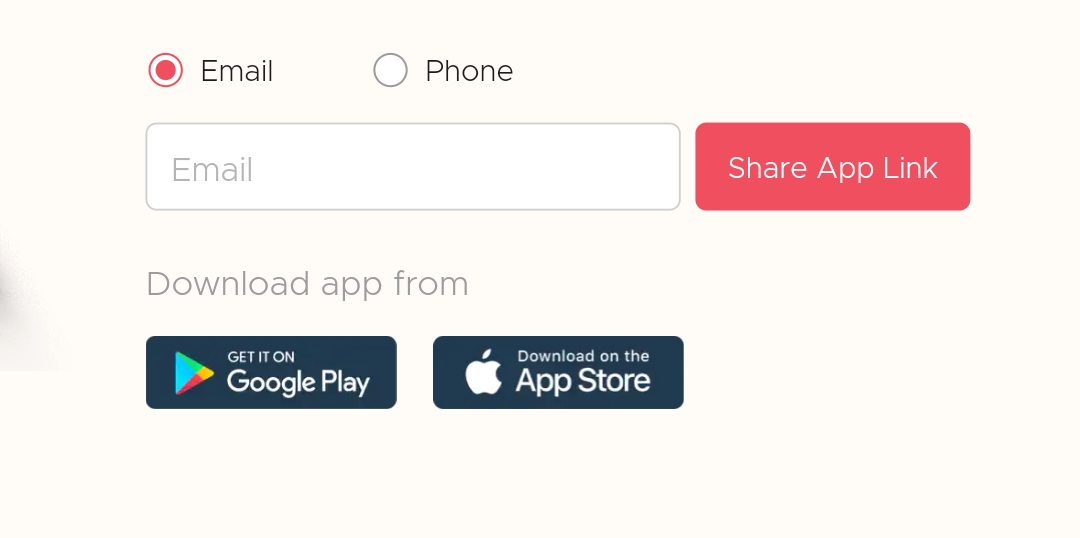 Email Phone
Email Share App Link
Download app from
GET IT ON
Google Play
Download on the
App Store